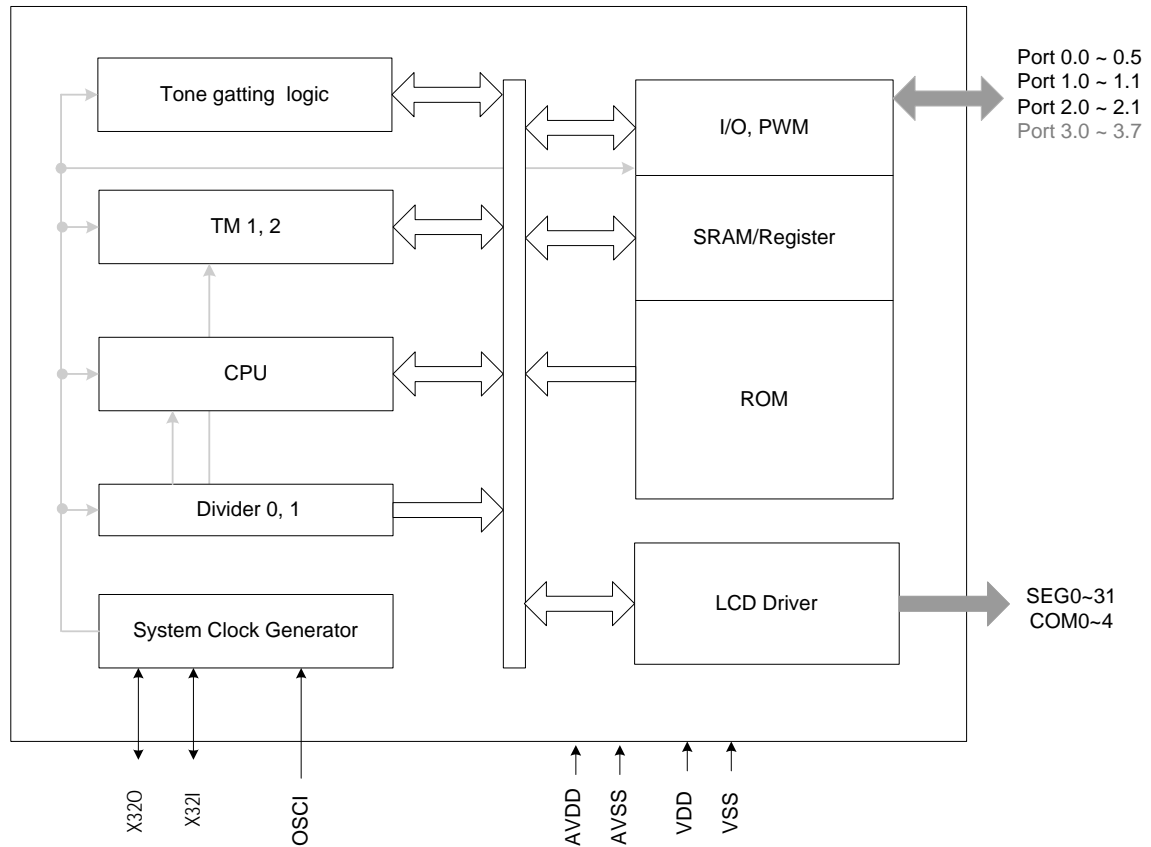 Tone gatting logic
TM 1, 2
CPU
Divider 0, 1
System Clock Generator
I/O, PWM
SRAM/Register
ROM
LCD Driver
Port 0.0 ~ 0.5
Port 1.0 ~ 1.1
Port 2.0 ~ 2.1
Port 3.0 ~ 3.7
SEG0~31
COM0~4
X32O
X32I
OSCI
AVDD
AVSS
VDD
VSS